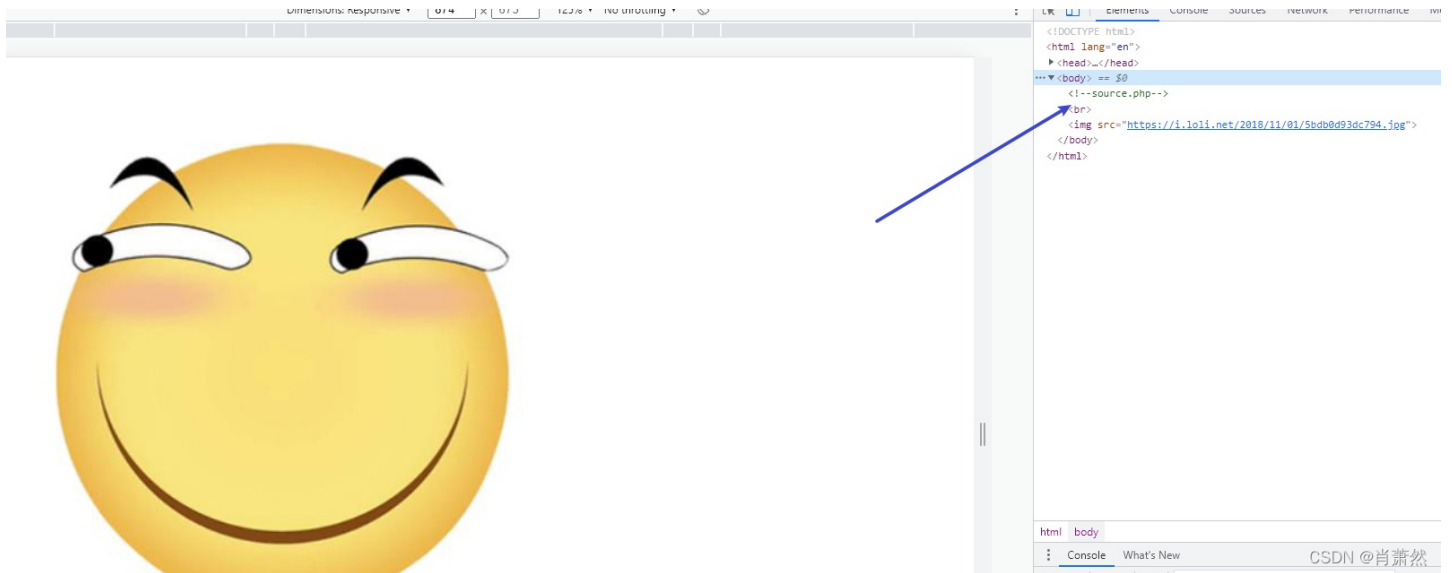 Dimensions: Responsive ▾ 674 × 675 125% ▾ No throttling ▾
Elements Console Sources Network Performance
<!DOCTYPE html>
<html lang="en">
▶<head>…</head>
••• ▼<body> == $0
<!--source.php-->
<br>
<img src="https://i.loli.net/2018/11/01/5bdb0d93dc794.jpg">
</body>
</html>
html body
Console What's New
CSDN @肖萧然